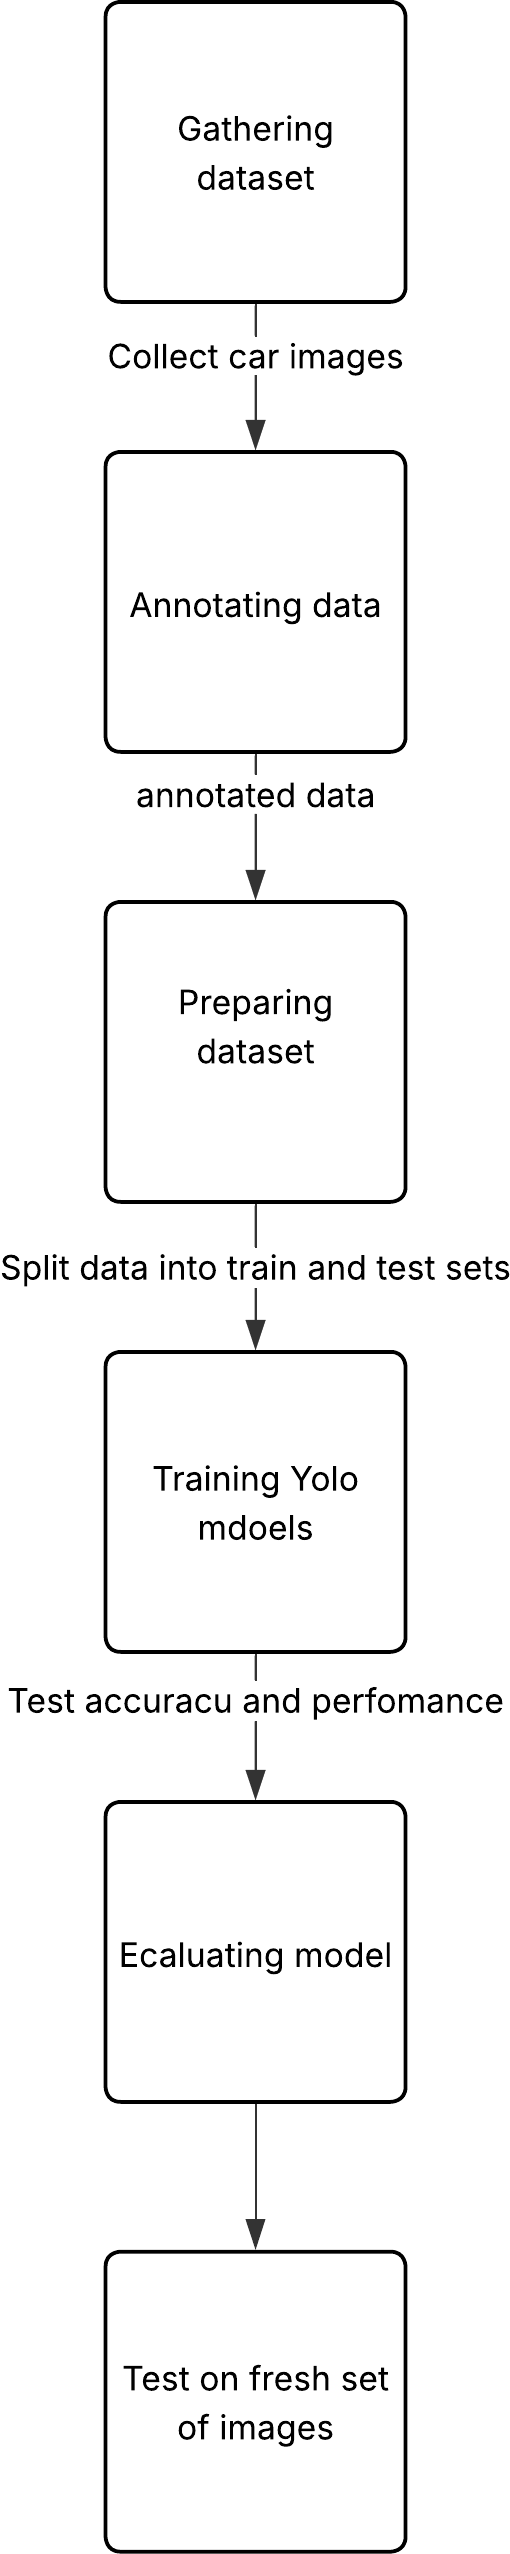 Gathering
dataset
Collect car images
Annotating data
annotated data
Preparing
dataset
Split data into train and test sets
Training Yolo
mdoels
Test accuracu and perfomance
Ecaluating model
Test on fresh set
of images